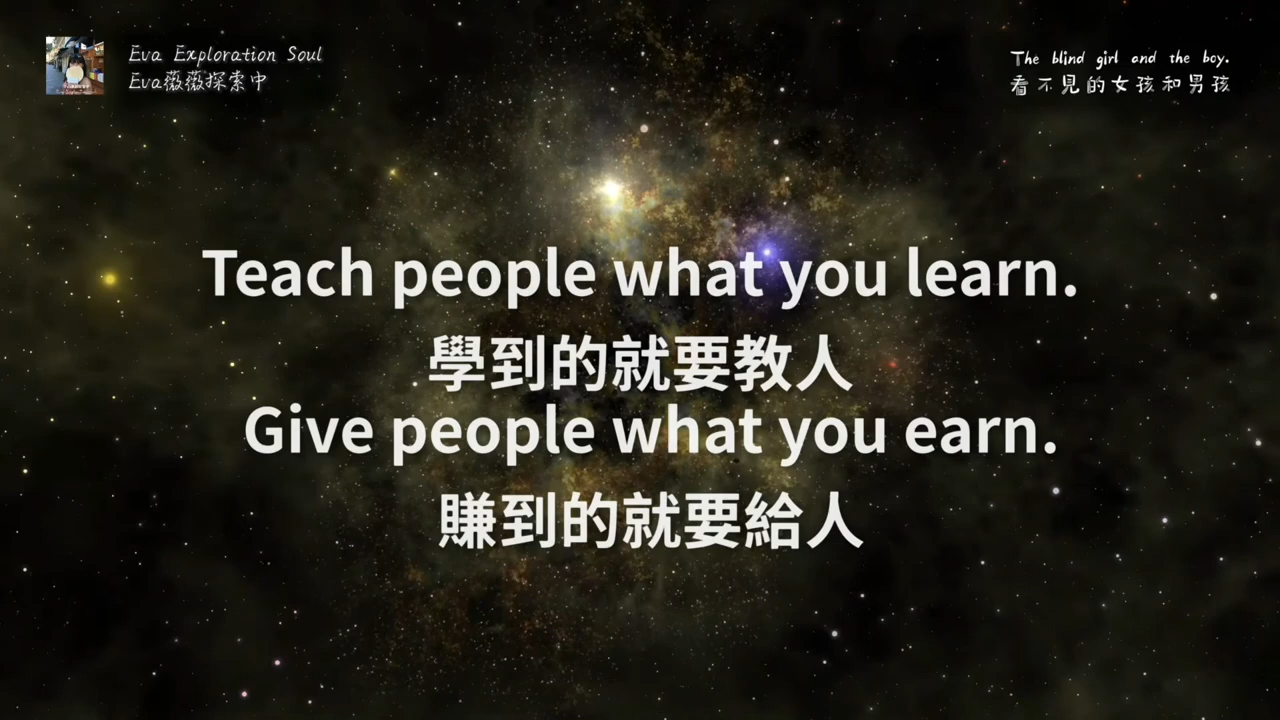 Eva Exploration Soul
Eva薇薇探索中
The blind girl and the boy.
看不見的女孩和男孩
Teach people what you learn.
學到的就要教人
Give people what you earn.
賺到的就要給人